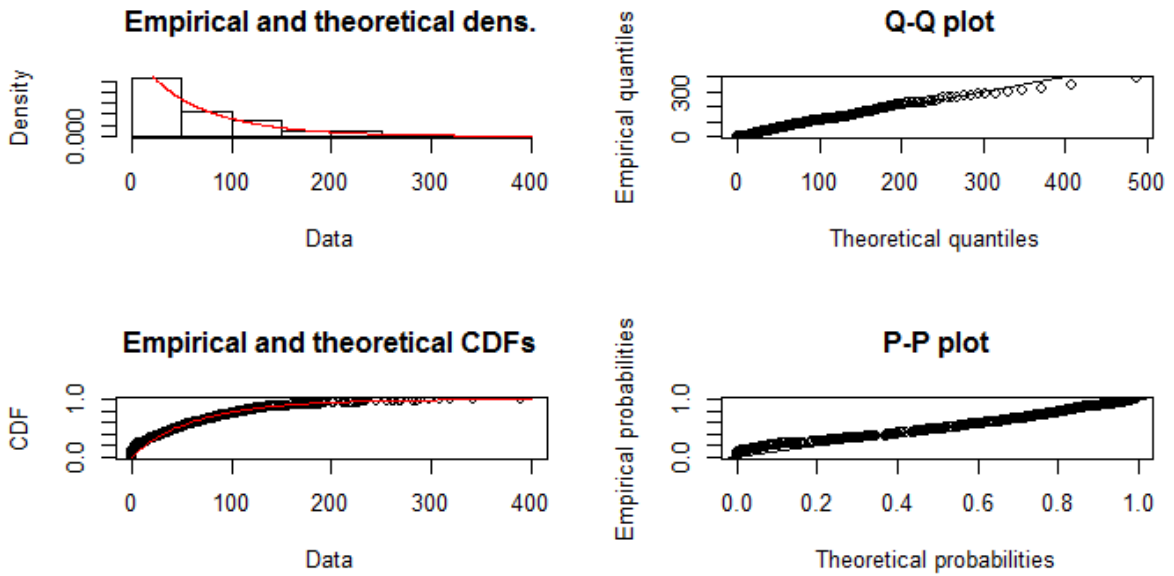 Empirical and theoretical dens.
Density
0.000
0 100 200 300 400
Data
Q-Q plot
Empirical quantiles
0 300
0 100 200 300 400 500
Theoretical quantiles
Empirical and theoretical CDFs
CDF
0.0 1.0
0 100 200 300 400
Data
P-P plot
Empirical probabilities
0.0 1.0
0.0 0.2 0.4 0.6 0.8 1.0
Theoretical probabilities